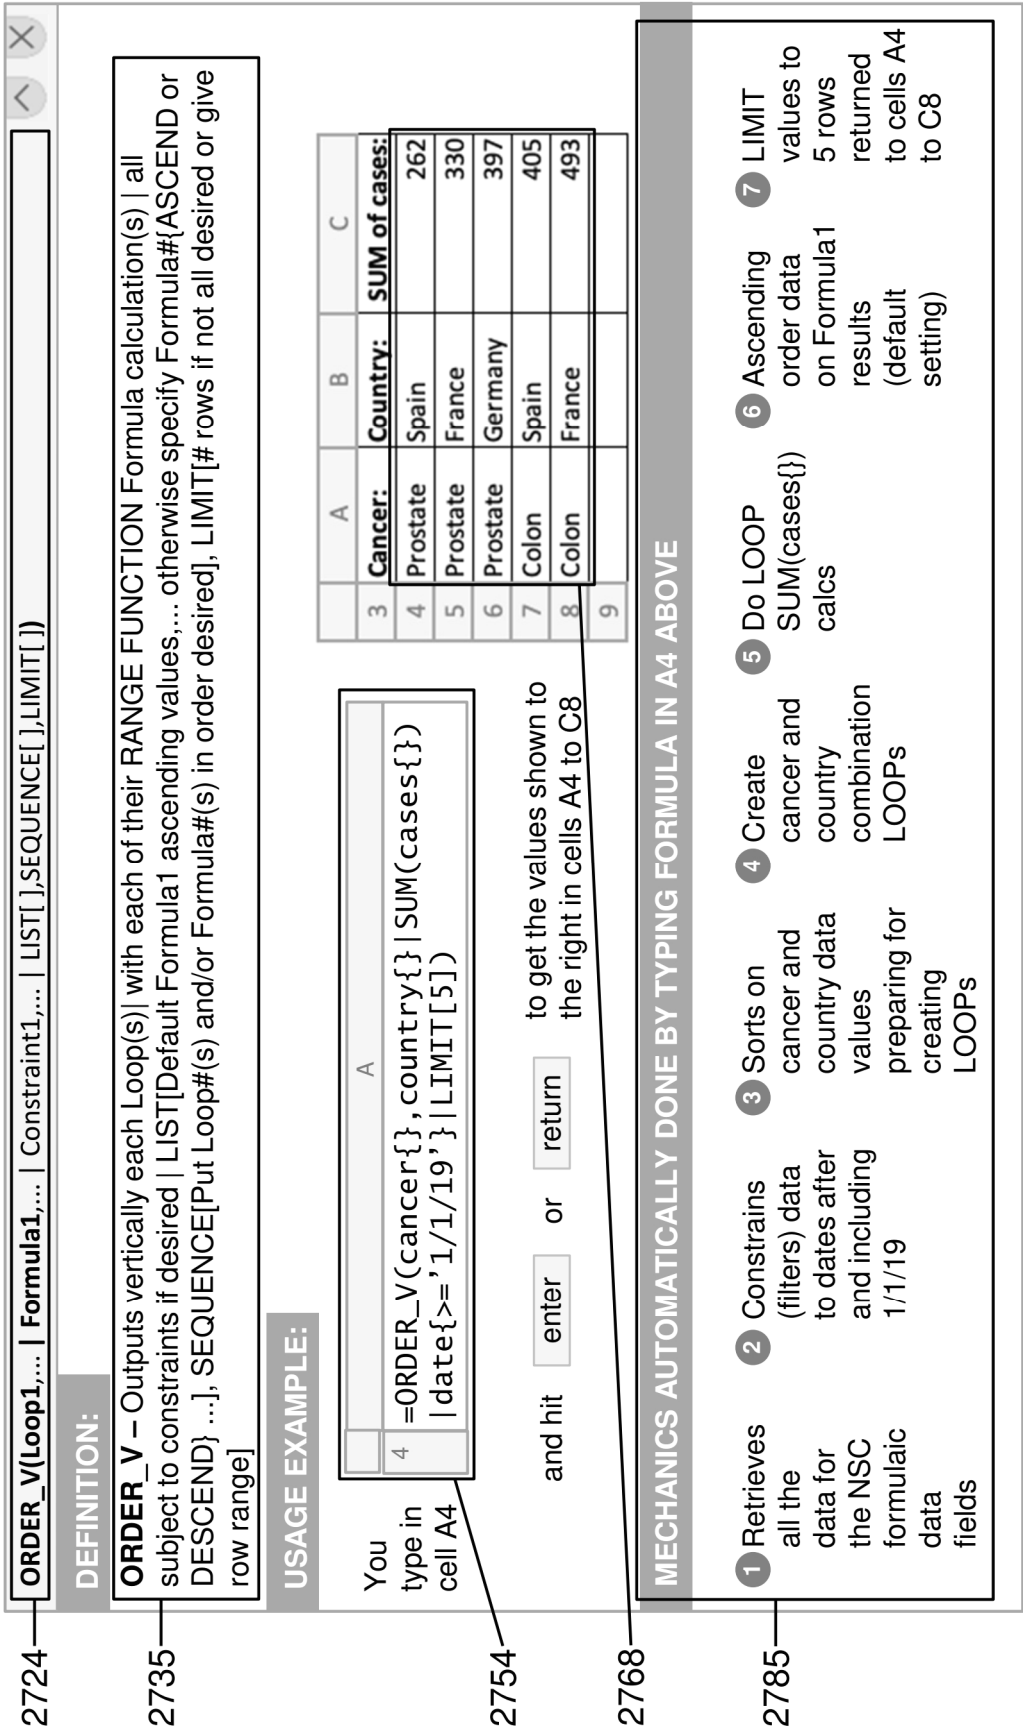 2724
ORDER_V(Loop1,... | Formula1,... | Constraint1,... | LIST[ ],SEQUENCE[ ],LIMIT[ ])
DEFINITION:
2735
ORDER_V – Outputs vertically each Loop(s)| with each of their RANGE FUNCTION Formula calculation(s) | all
subject to constraints if desired | LIST[Default Formula1 ascending values,... otherwise specify Formula#{ASCEND or
DESCEND} ...], SEQUENCE[Put Loop#(s) and/or Formula#(s) in order desired], LIMIT[# rows if not all desired or give
row range]
USAGE EXAMPLE:
You
type in
cell A4
A
4
=ORDER_V(cancer{},country{}|SUM(cases{})
|date{>='1/1/19'}|LIMIT[5])
2754
and hit enter or return
to get the values shown to
the right in cells A4 to C8
A B C
3 Cancer: Country: SUM of cases:
4 Prostate Spain 262
5 Prostate France 330
6 Prostate Germany 397
7 Colon Spain 405
8 Colon France 493
9
2768
MECHANICS AUTOMATICALLY DONE BY TYPING FORMULA IN A4 ABOVE
2785
1 Retrieves
all the
data for
the NSC
formulaic
data
fields
2 Constrains
(filters) data
to dates after
and including
1/1/19
3 Sorts on
cancer and
country data
values
preparing for
creating
LOOPs
4 Create
cancer and
country
combination
LOOPs
5 Do LOOP
SUM(cases{})
calcs
6 Ascending
order data
on Formula1
results
(default
setting)
7 LIMIT
values to
5 rows
returned
to cells A4
to C8